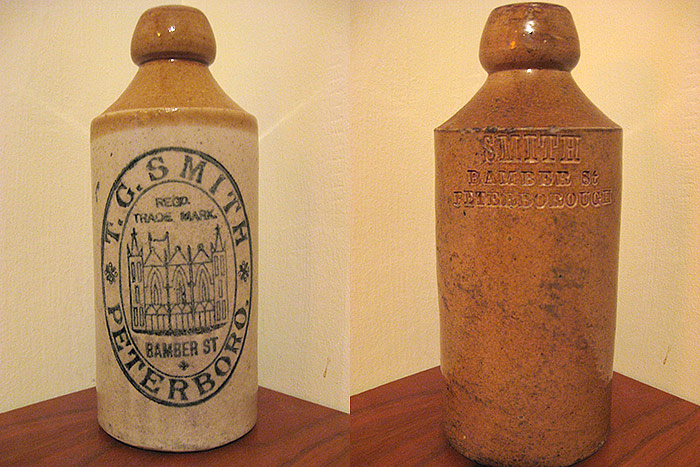 T. G. SMITH
REGD.
TRADE MARK.
BAMBER ST
PETERBORO.
SMITH
BAMBER St
PETERBOROUGH